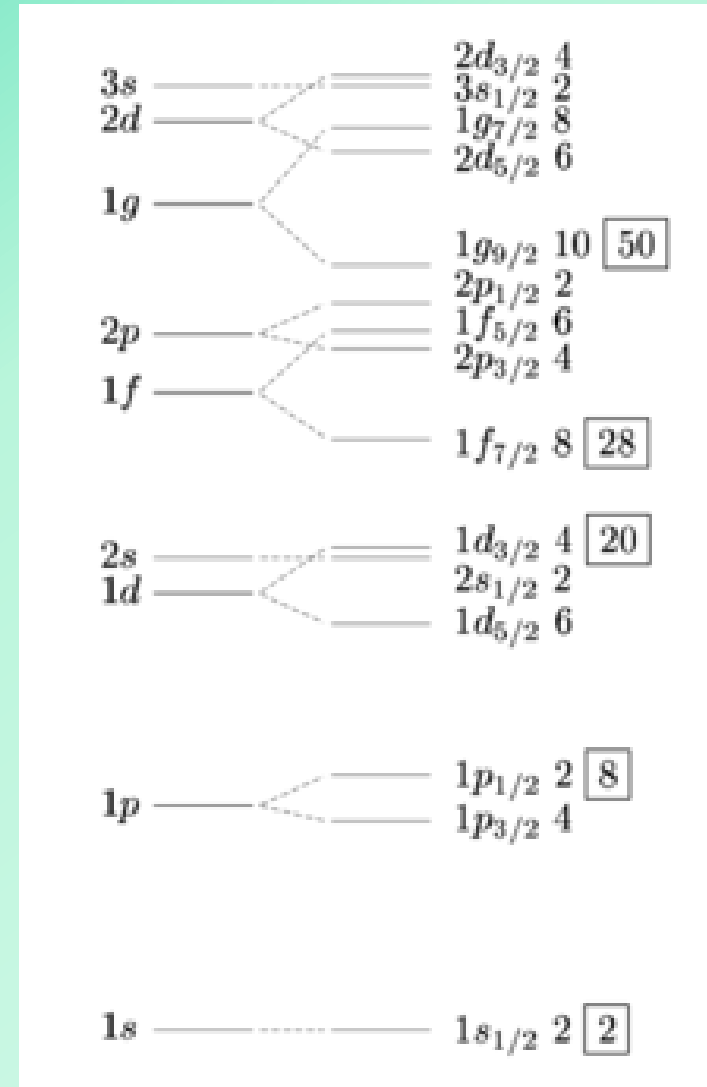 3s
2d
1g
2p
1f
2s
1d
1p
1s
2d3/2 4
3s1/2 2
1g7/2 8
2d5/2 6
1g9/2 10 50
2p1/2 2
1f5/2 6
2p3/2 4
1f7/2 8 28
1d3/2 4 20
2s1/2 2
1d5/2 6
1p1/2 2 8
1p3/2 4
1s1/2 2 2